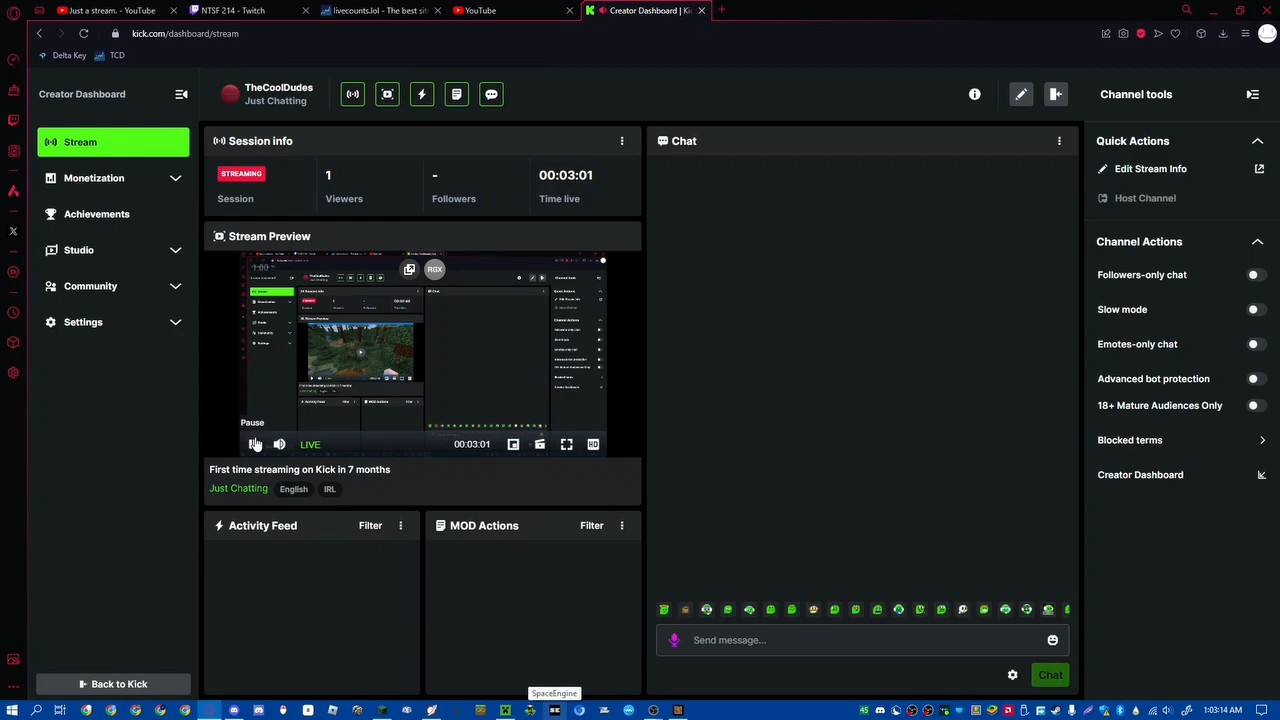 Just a stream. - YouTube
NTSF 214 - Twitch
livecounts.lol - The best sit
YouTube
Creator Dashboard | Kic
kick.com/dashboard/stream
Delta Key
TCD
Creator Dashboard
TheCoolDudes
Just Chatting
Channel tools
Stream
Monetization
Achievements
Studio
Community
Settings
Session info
STREAMING
Session
1
Viewers
-
Followers
00:03:01
Time live
Stream Preview
RGX
Pause
LIVE
00:03:01
HD
First time streaming on Kick in 7 months
Just Chatting
English
IRL
Activity Feed
Filter
MOD Actions
Filter
Chat
Send message...
Chat
Quick Actions
Edit Stream Info
Host Channel
Channel Actions
Followers-only chat
Slow mode
Emotes-only chat
Advanced bot protection
18+ Mature Audiences Only
Blocked terms
Creator Dashboard
Back to Kick
SpaceEngine
45
1:03:14 AM